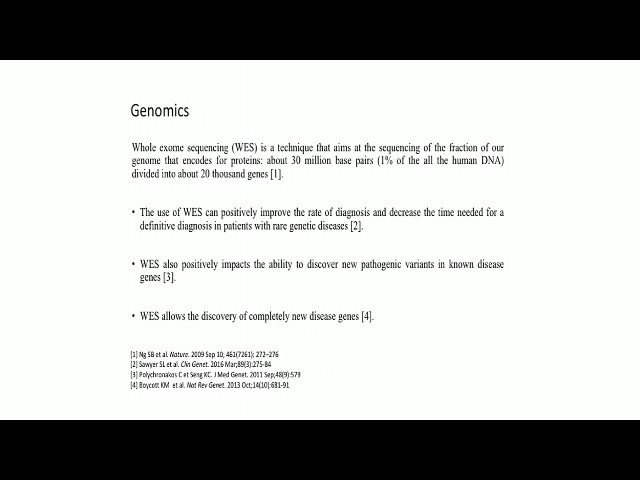 Genomics
Whole exome sequencing (WES) is a technique that aims at the sequencing of the fraction of our
genome that encodes for proteins: about 30 million base pairs (1% of the all the human DNA)
divided into about 20 thousand genes [1].
• The use of WES can positively improve the rate of diagnosis and decrease the time needed for a
definitive diagnosis in patients with rare genetic diseases [2].
• WES also positively impacts the ability to discover new pathogenic variants in known disease
genes [3].
• WES allows the discovery of completely new disease genes [4].
[1] Ng SB et al. Nature. 2009 Sep 10; 461(7261): 272–276
[2] Sawyer SL et al. Clin Genet. 2016 Mar;89(3):275-84
[3] Polychronakos C et Seng KC. J Med Genet. 2011 Sep;48(9):579
[4] Boycott KM et al. Nat Rev Genet. 2013 Oct;14(10):681-91